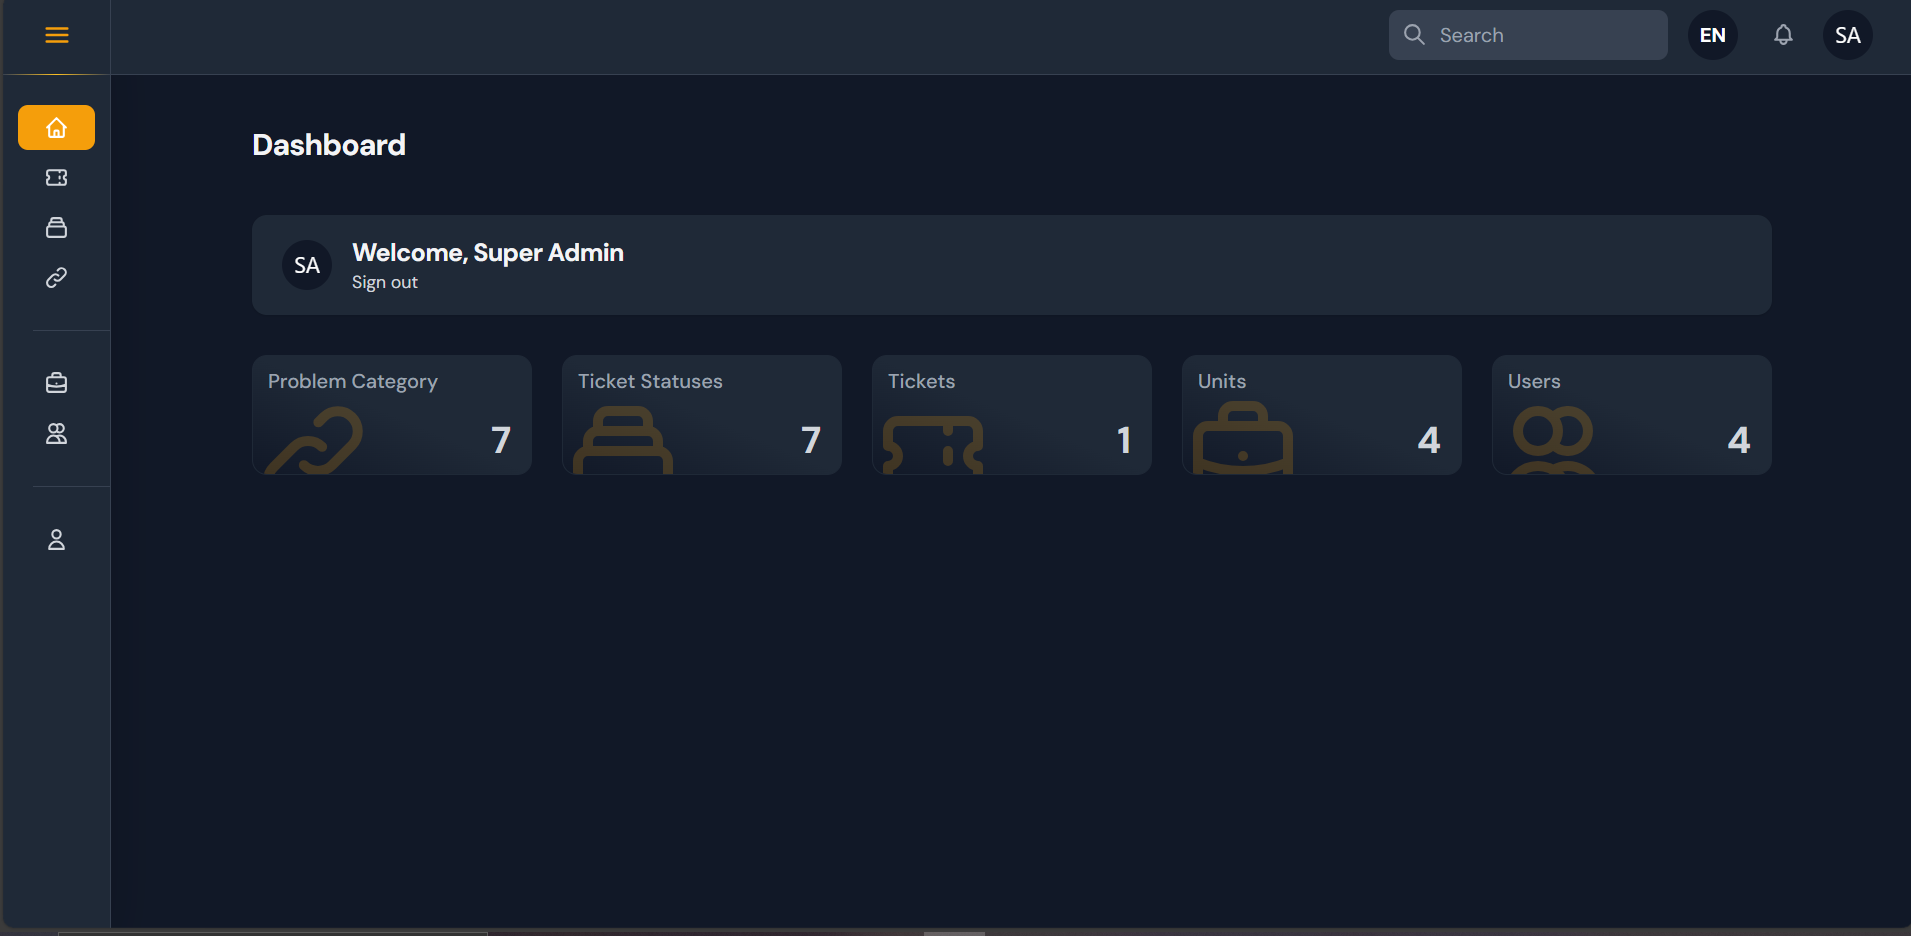 Search
EN
SA
Dashboard
SA
Welcome, Super Admin
Sign out
Problem Category
7
Ticket Statuses
7
Tickets
1
Units
4
Users
4